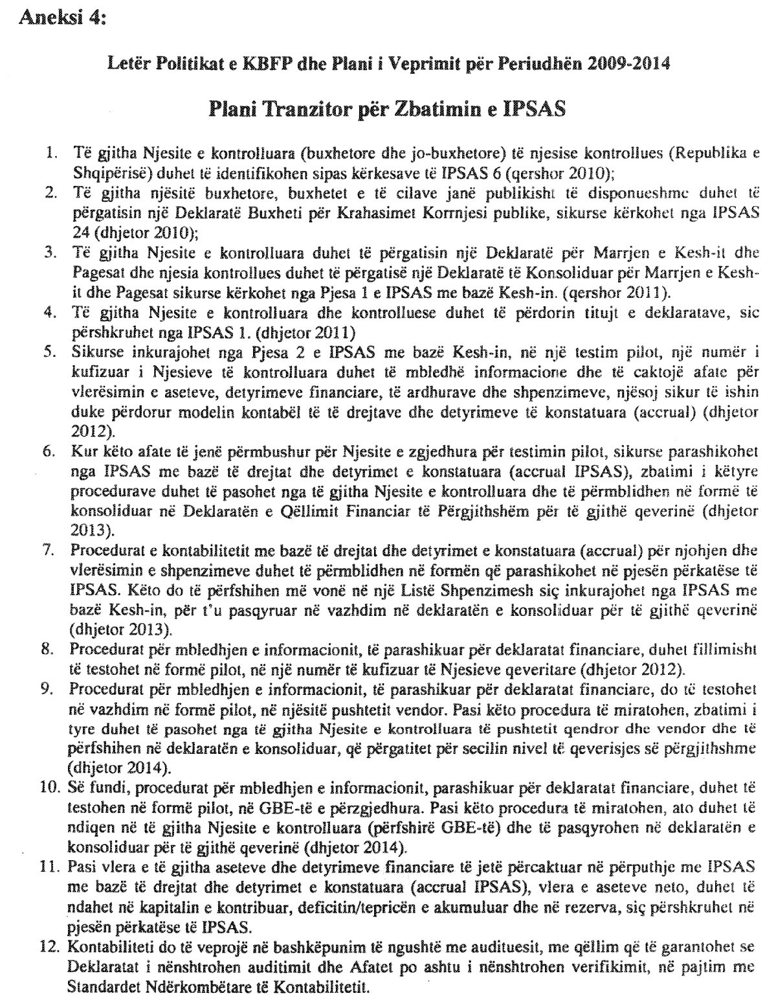 Aneksi 4:
Letër Politikat e KBFP dhe Plani i Veprimit për Periudhën 2009-2014
Plani Tranzitor për Zbatimin e IPSAS
1. Të gjitha Njesite e kontrolluara (buxhetore dhe jo-buxhetore) të njesise kontrollues (Republika e
Shqipërisë) duhet të identifikohen sipas kërkesave të IPSAS 6 (qershor 2010);
2. Të gjitha njësitë buxhetore, buxhetet e të cilave janë publikisht të disponueshme duhet të
përgatisin një Deklaratë Buxheti për Krahasimet Korrnjesi publike, sikurse kërkohet nga IPSAS
24 (dhjetor 2010);
3. Të gjitha Njesite e kontrolluara duhet të përgatisin një Deklaratë për Marrjen e Kesh-it dhe
Pagesat dhe njesia kontrollues duhet të përgatisë një Deklaratë të Konsoliduar për Marrjen e Kesh-
it dhe Pagesat sikurse kërkohet nga Pjesa 1 e IPSAS me bazë Kesh-in. (qershor 2011).
4. Të gjitha Njesite e kontrolluara dhe kontrolluese duhet të përdorin titujt e deklaratave, sic
përshkruhet nga IPSAS 1. (dhjetor 2011)
5. Sikurse inkurajohet nga Pjesa 2 e IPSAS me bazë Kesh-in, në një testim pilot, një numër i
kufizuar i Njesieve të kontrolluara duhet të mbledhë informacione dhe të caktojë afate për
vlerësimin e aseteve, detyrimeve financiare, të ardhurave dhe shpenzimeve, njësoj sikur të ishin
duke përdorur modelin kontabël të të drejtave dhe detyrimeve të konstatuara (accrual) (dhjetor
2012).
6. Kur këto afate të jenë përmbushur për Njesite e zgjedhura për testimin pilot, sikurse parashikohet
nga IPSAS me bazë të drejtat dhe detyrimet e konstatuara (accrual IPSAS), zbatimi i këtyre
procedurave duhet të pasohet nga të gjitha Njesite e kontrolluara dhe të përmblidhen në formë të
konsoliduar në Deklaratën e Qëllimit Financiar të Përgjithshëm për të gjithë qeverinë (dhjetor
2013).
7. Procedurat e kontabilitetit me bazë të drejtat dhe detyrimet e konstatuara (accrual) për njohjen dhe
vlerësimin e shpenzimeve duhet të përmblidhen në formën që parashikohet në pjesën përkatëse të
IPSAS. Këto do të përfshihen më vonë në një Listë Shpenzimesh siç inkurajohet nga IPSAS me
bazë Kesh-in, për t'u pasqyruar në vazhdim në deklaratën e konsoliduar për të gjithë qeverinë
(dhjetor 2013).
8. Procedurat për mbledhjen e informacionit, të parashikuar për deklaratat financiare, duhet fillimisht
të testohet në formë pilot, në një numër të kufizuar të Njesieve qeveritare (dhjetor 2012).
9. Procedurat për mbledhjen e informacionit, të parashikuar për deklaratat financiare, do të testohet
në vazhdim në formë pilot, në njësitë pushtetit vendor. Pasi këto procedura të miratohen, zbatimi i
tyre duhet të pasohet nga të gjitha Njesite e kontrolluara të pushtetit qendror dhe vendor dhe të
përfshihen në deklaratën e konsoliduar, që përgatitet për secilin nivel të qeverisjes së përgjithshme
(dhjetor 2014).
10. Së fundi, procedurat për mbledhjen e informacionit, parashikuar për deklaratat financiare, duhet të
testohen në formë pilot, në GBE-të e përzgjedhura. Pasi këto procedura të miratohen, ato duhet të
ndiqen në të gjitha Njesite e kontrolluara (përfshirë GBE-të) dhe të pasqyrohen në deklaratën e
konsoliduar për të gjithë qeverinë (dhjetor 2014).
11. Pasi vlera e të gjitha aseteve dhe detyrimeve financiare të jetë përcaktuar në përputhje me IPSAS
me bazë të drejtat dhe detyrimet e konstatuara (accrual IPSAS), vlera e aseteve neto, duhet të
ndahet në kapitalin e kontribuar, deficitin/tepricën e akumuluar dhe në rezerva, siç përshkruhet në
pjesën përkatëse të IPSAS.
12. Kontabiliteti do të veprojë në bashkëpunim të ngushtë me audituesit, me qëllim që të garantohet se
Deklaratat i nënshtrohen auditimit dhe Afatet po ashtu i nënshtrohen verifikimit, në pajtim me
Standardet Ndërkombëtare të Kontabilitetit.